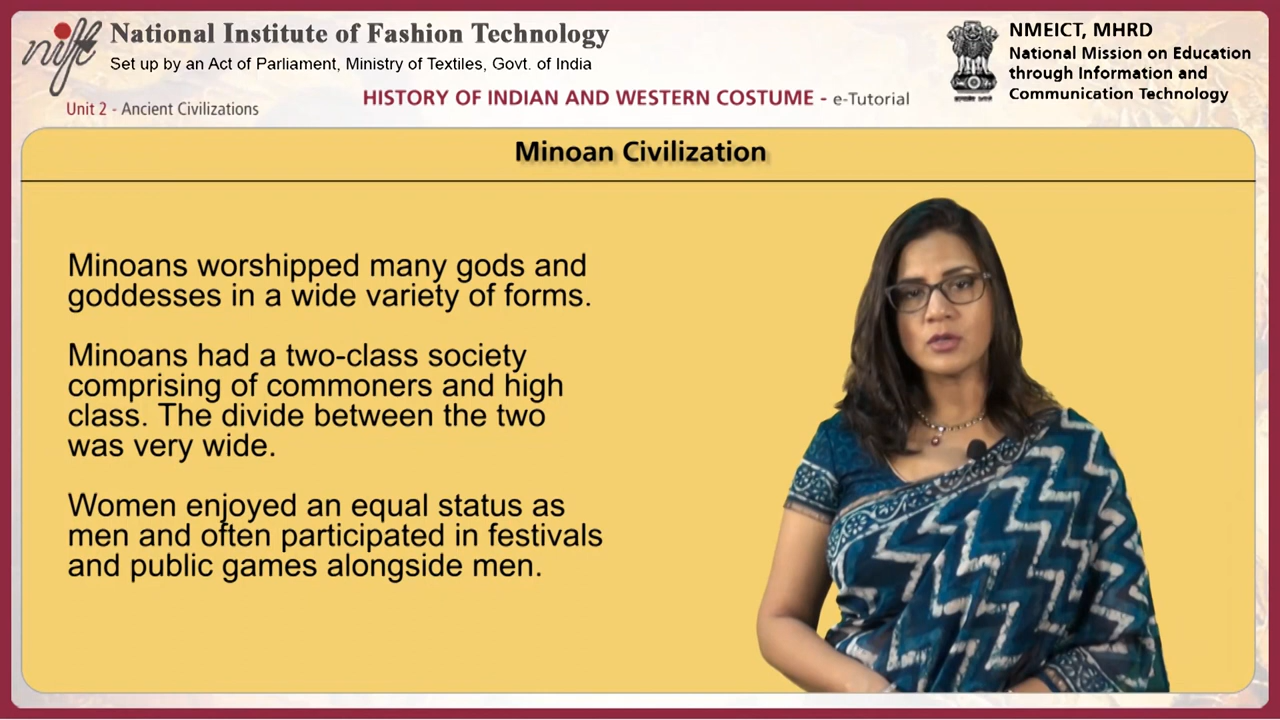 nift
National Institute of Fashion Technology
Set up by an Act of Parliament, Ministry of Textiles, Govt. of India
Unit 2 - Ancient Civilizations
HISTORY OF INDIAN AND WESTERN COSTUME - e-Tutorial
NMEICT, MHRD
National Mission on Education
through Information and
Communication Technology
Minoan Civilization
Minoans worshipped many gods and
goddesses in a wide variety of forms.
Minoans had a two-class society
comprising of commoners and high
class. The divide between the two
was very wide.
Women enjoyed an equal status as
men and often participated in festivals
and public games alongside men.